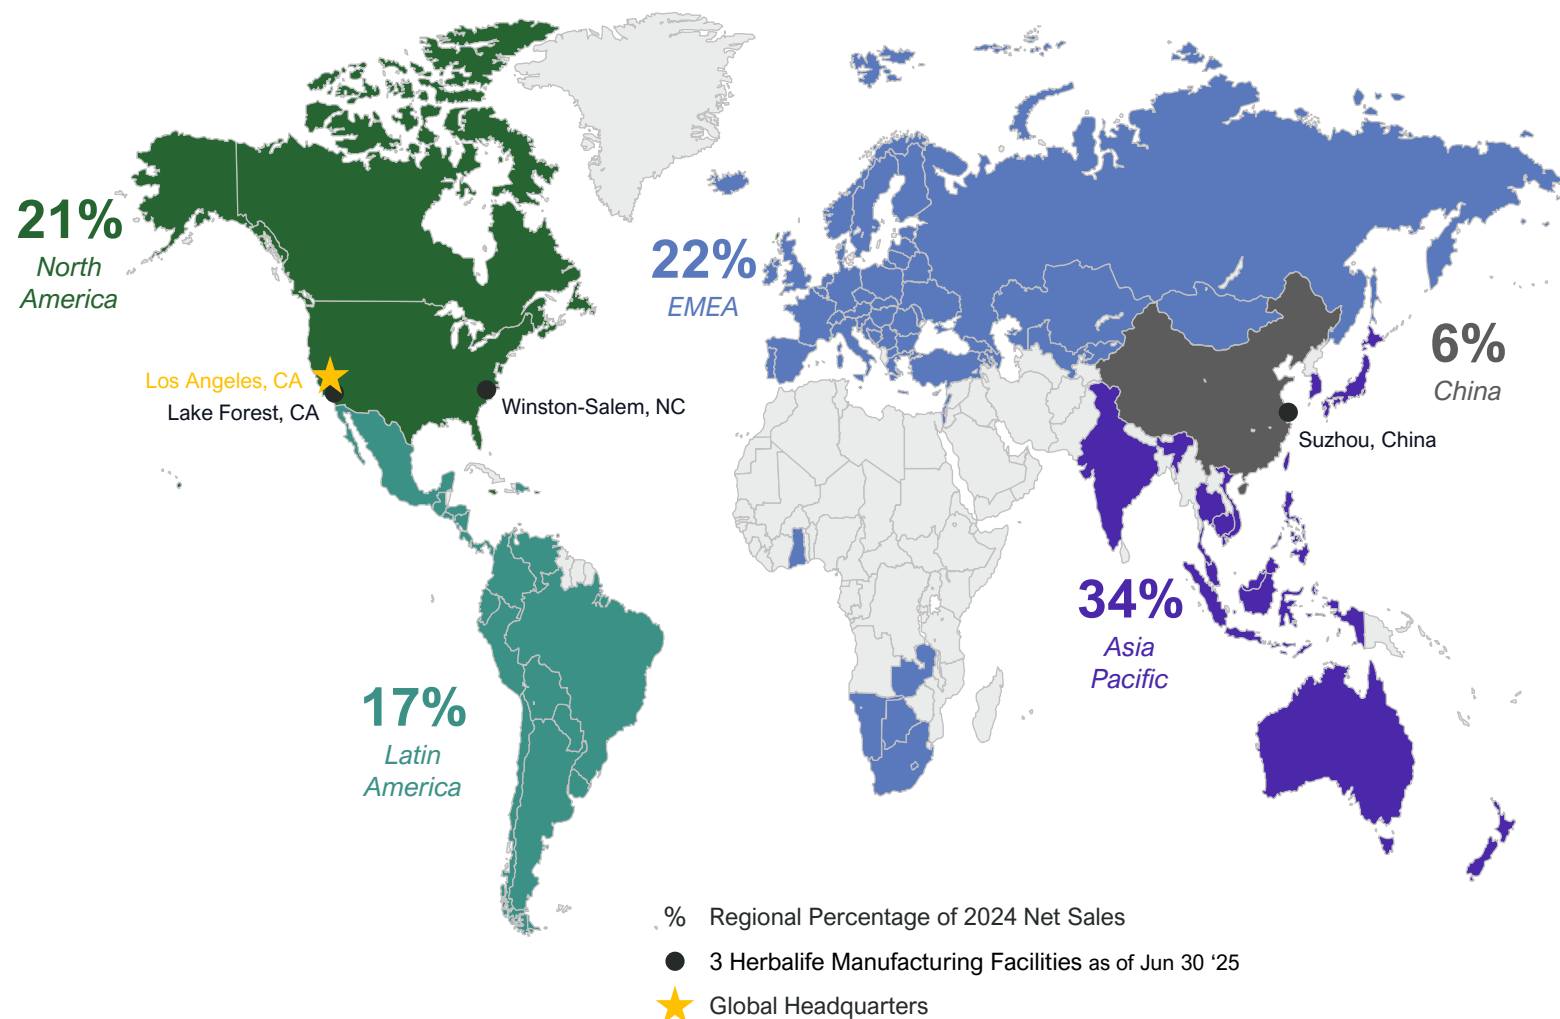 21%
North
America
22%
EMEA
6%
China
Los Angeles, CA
Lake Forest, CA
Winston-Salem, NC
Suzhou, China
34%
Asia
Pacific
17%
Latin
America
% Regional Percentage of 2024 Net Sales
3 Herbalife Manufacturing Facilities as of Jun 30 ‘25
Global Headquarters